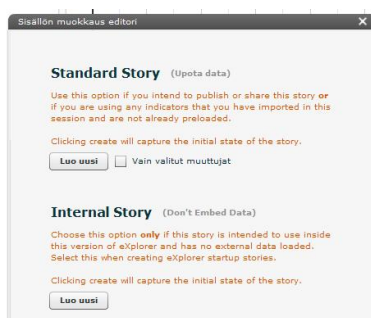 Sisällön muokkaus editori
Standard Story (Upota data)
Use this option if you intend to publish or share this story or
if you are using any indicators that you have imported in this
session and are not already preloaded.
Clicking create will capture the initial state of the story.
Luo uusi Vain valitut muuttujat
Internal Story (Don't Embed Data)
Choose this option only if this story is intended to use inside
this version of eXplorer and has no external data loaded.
Select this when creating eXplorer startup stories.
Clicking create will capture the initial state of the story.
Luo uusi